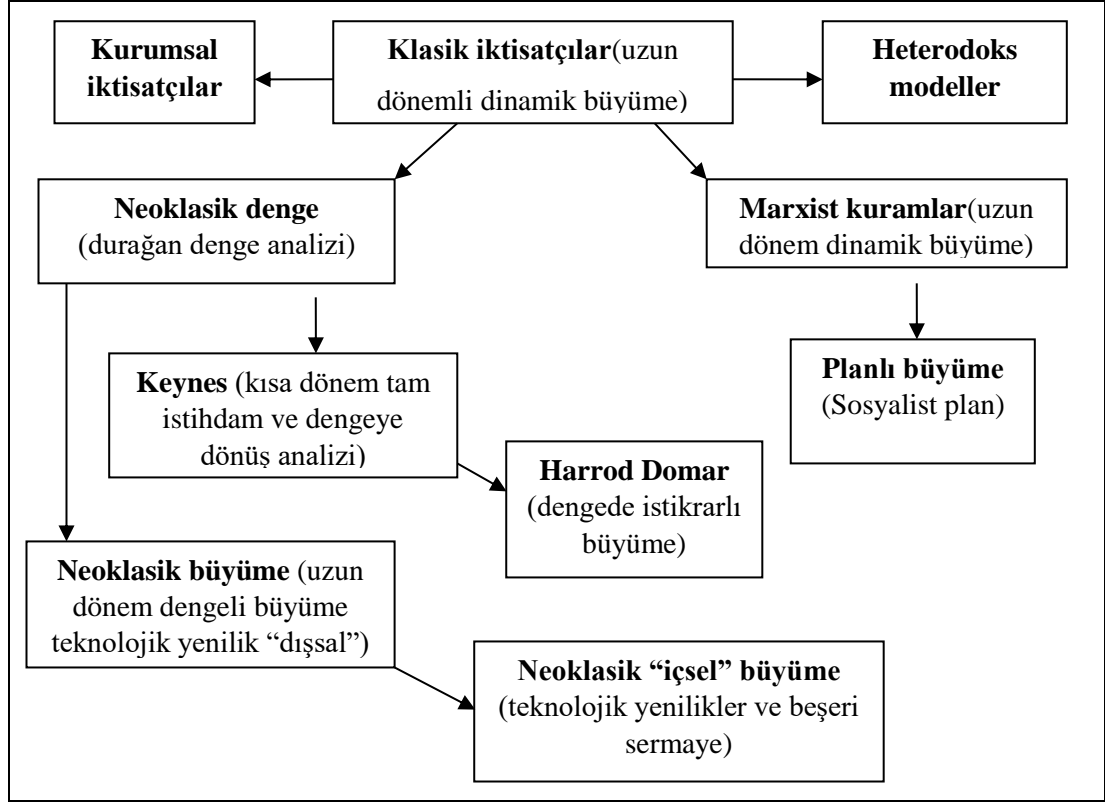 Kurumsal
iktisatçılar
Klasik iktisatçılar(uzun
dönemli dinamik büyüme)
Heterodoks
modeller
Neoklasik denge
(durağan denge analizi)
Marxist kuramlar(uzun
dönem dinamik büyüme)
Keynes (kısa dönem tam
istihdam ve dengeye
dönüş analizi)
Planlı büyüme
(Sosyalist plan)
Harrod Domar
(dengede istikrarlı
büyüme)
Neoklasik büyüme (uzun
dönem dengeli büyüme
teknolojik yenilik “dışsal”)
Neoklasik “içsel” büyüme
(teknolojik yenilikler ve beşeri
sermaye)